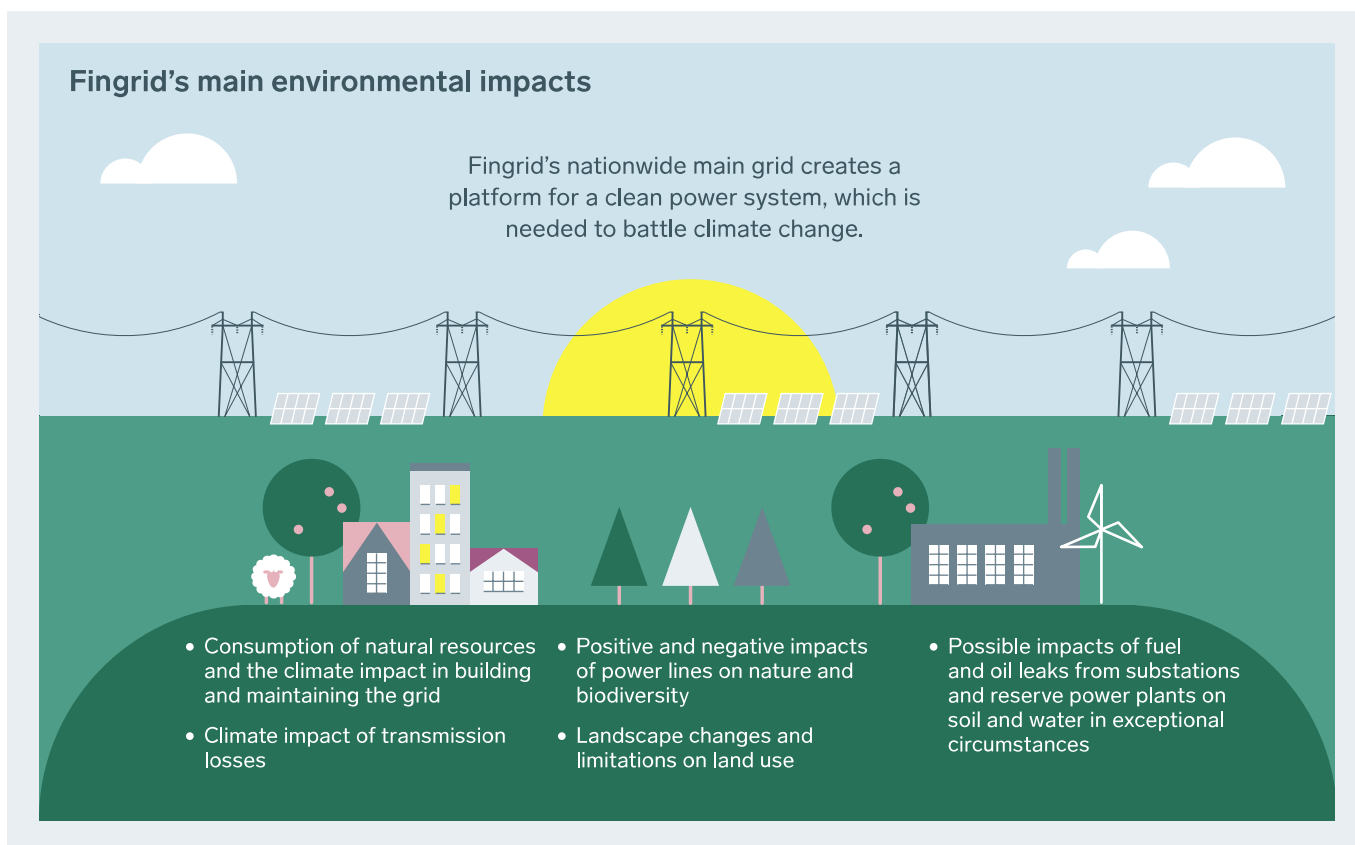 Fingrid’s main environmental impacts
Fingrid’s nationwide main grid creates a
platform for a clean power system, which is
needed to battle climate change.
• Consumption of natural resources
and the climate impact in building
and maintaining the grid
• Climate impact of transmission
losses
• Positive and negative impacts
of power lines on nature and
biodiversity
• Landscape changes and
limitations on land use
• Possible impacts of fuel
and oil leaks from substations
and reserve power plants on
soil and water in exceptional
circumstances